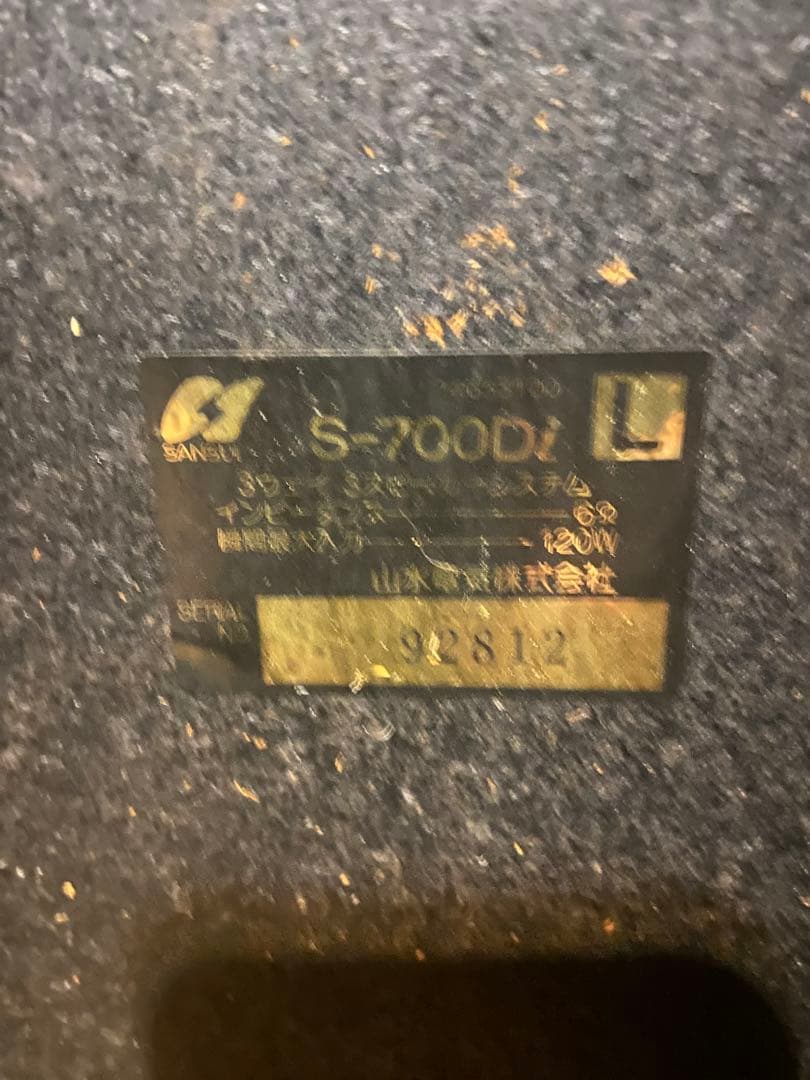 S-700Di
L
SANSUI
3ウェイ 3スピーカーシステム
インピーダンス 6Ω
瞬間最大入力 120W
山水電気株式会社
SERIAL
NO.
92812